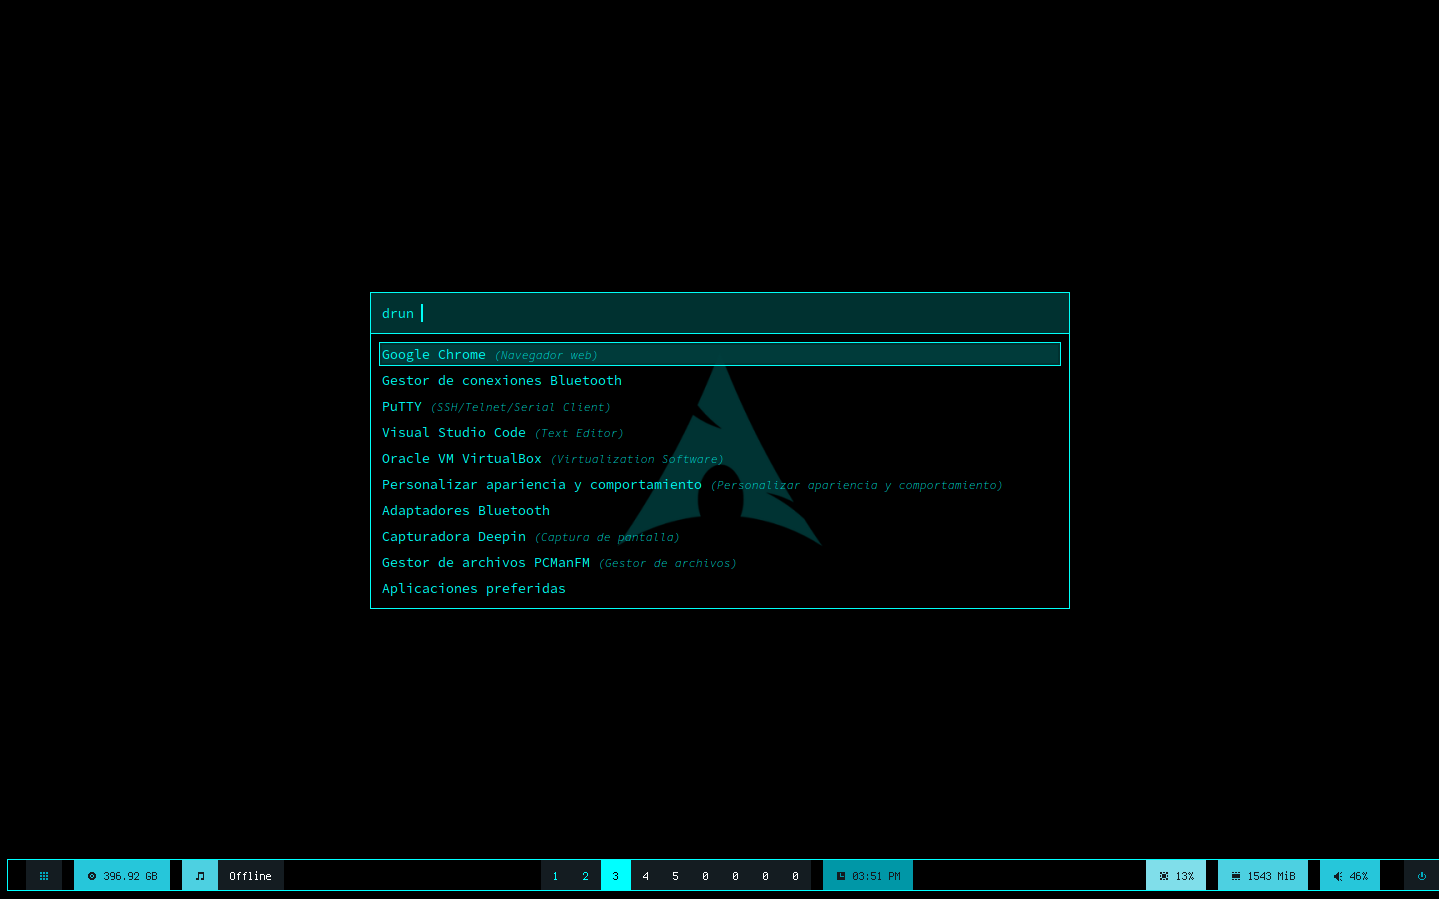 drun
Google Chrome (Navegador web)
Gestor de conexiones Bluetooth
PuTTY (SSH/Telnet/Serial Client)
Visual Studio Code (Text Editor)
Oracle VM VirtualBox (Virtualization Software)
Personalizar apariencia y comportamiento (Personalizar apariencia y comportamiento)
Adaptadores Bluetooth
Capturadora Deepin (Captura de pantalla)
Gestor de archivos PCManFM (Gestor de archivos)
Aplicaciones preferidas
396.92 GB Offline 1 2 3 4 5 0 0 0 0 03:51 PM 13% 1543 MiB 46%